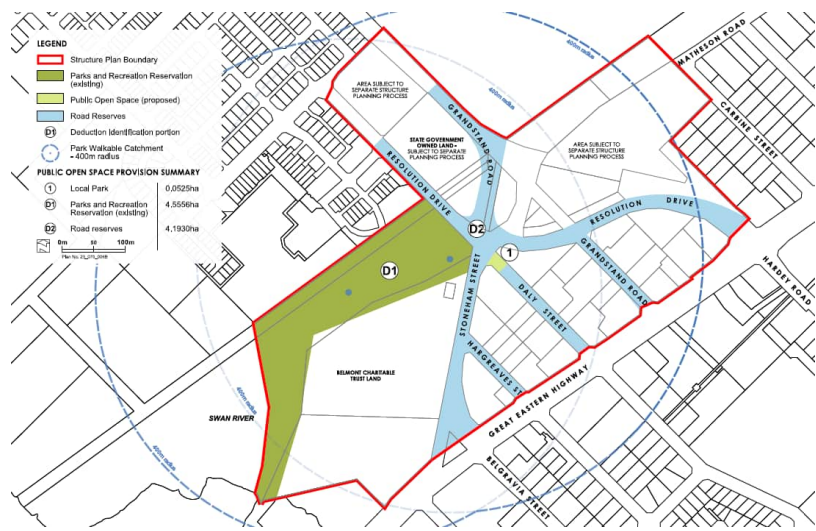 LEGEND
Structure Plan Boundary
Parks and Recreation Reservation
(existing)
Public Open Space (proposed)
Road Reserves
D1 Deduction identification portion
Park Walkable Catchment
- 400m radius
PUBLIC OPEN SPACE PROVISION SUMMARY
1 Local Park 0,0525ha
D1 Parks and Recreation 4,5556ha
Reservation (existing)
D2 Road reserves 4,1930ha
0m 50 100m
AREA SUBJECT TO
SEPARATE STRUCTURE
PLANNING PROCESS
STATE GOVERNMENT
OWNED LAND -
SUBJECT TO SEPARATE
PLANNING PROCESS
AREA SUBJECT TO
SEPARATE STRUCTURE
PLANNING PROCESS
GRANDSTAND ROAD
RESOLUTION DRIVE
RESOLUTION DRIVE
GRANDSTAND ROAD
MATHESON ROAD
CARBINE STREET
HARDEY ROAD
D2
1
D1
STONEHAM STREET
DALY STREET
HARGREAVES ST
GREAT EASTERN HIGHWAY
BELGRAVIA STREET
BELMONT CHARITABLE
TRUST LAND
SWAN RIVER
400m radius
400m radius
400m radius
400m radius
400m radius